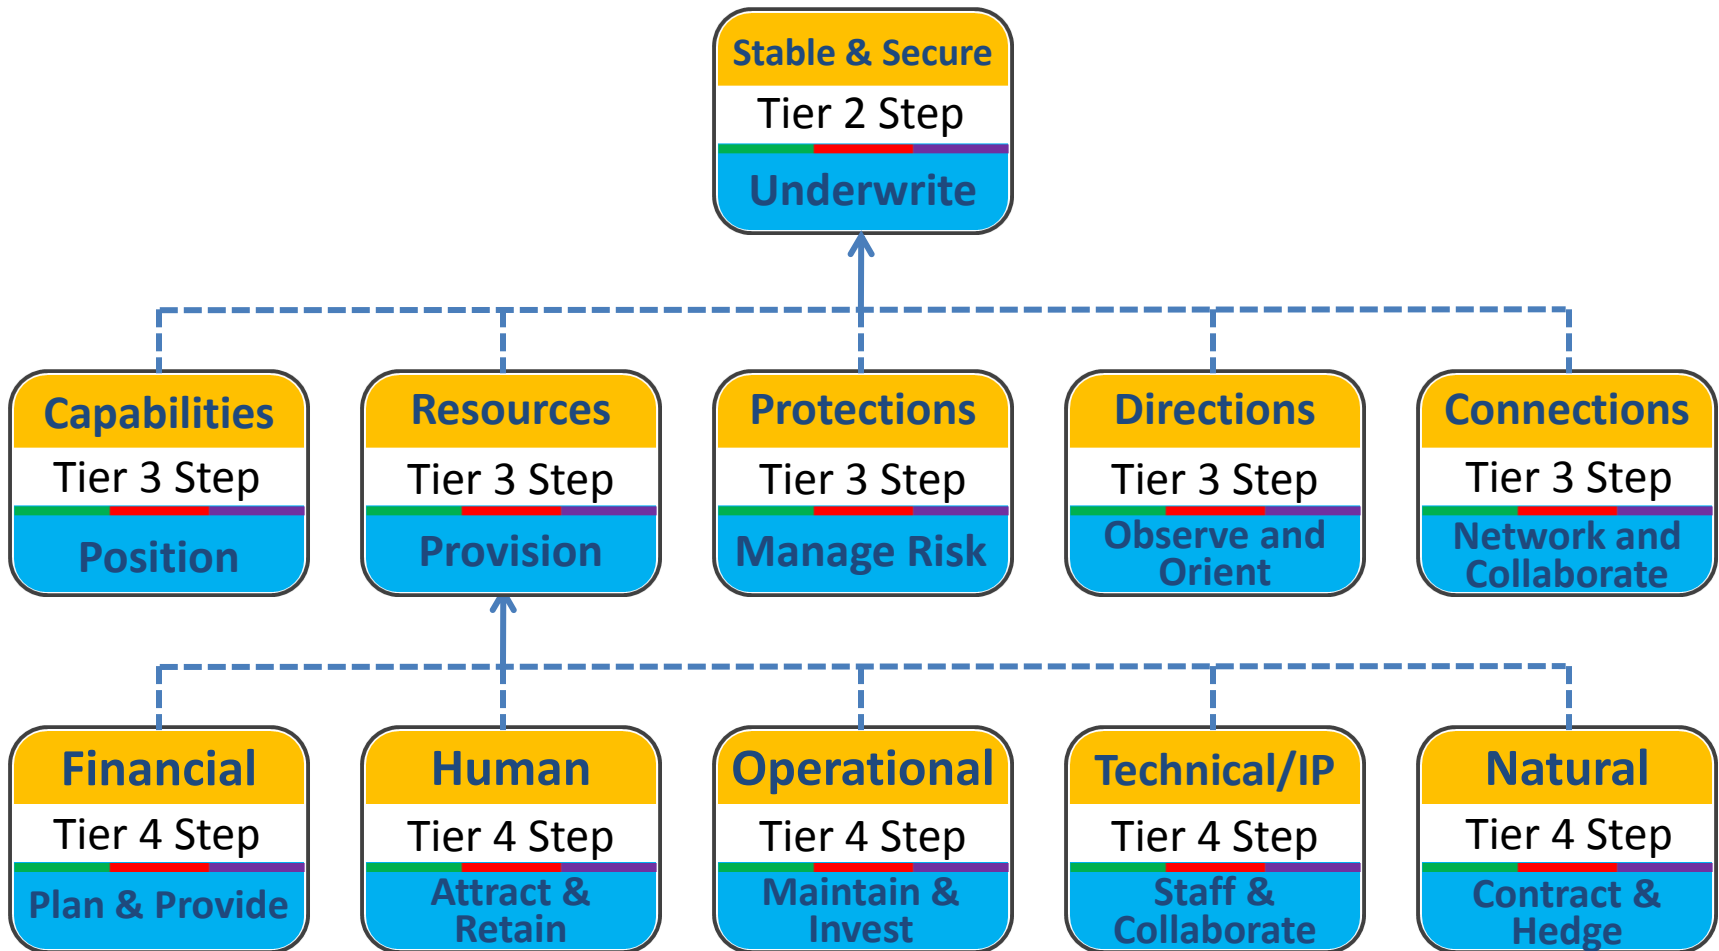 Stable & Secure
Tier 2 Step
Underwrite
Capabilities
Tier 3 Step
Position
Resources
Tier 3 Step
Provision
Protections
Tier 3 Step
Manage Risk
Directions
Tier 3 Step
Observe and
Orient
Connections
Tier 3 Step
Network and
Collaborate
Financial
Tier 4 Step
Plan & Provide
Human
Tier 4 Step
Attract &
Retain
Operational
Tier 4 Step
Maintain &
Invest
Technical/IP
Tier 4 Step
Staff &
Collaborate
Natural
Tier 4 Step
Contract &
Hedge